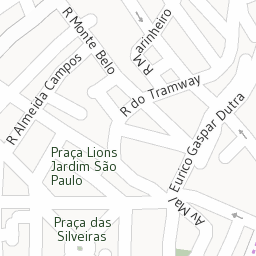 R Monte Belo
R Marinheiro
R Almeida Campos
R do Tramway
Av Mal Eurico Gaspar Dutra
Praça Lions
Jardim São
Paulo
Praça das
Silveiras